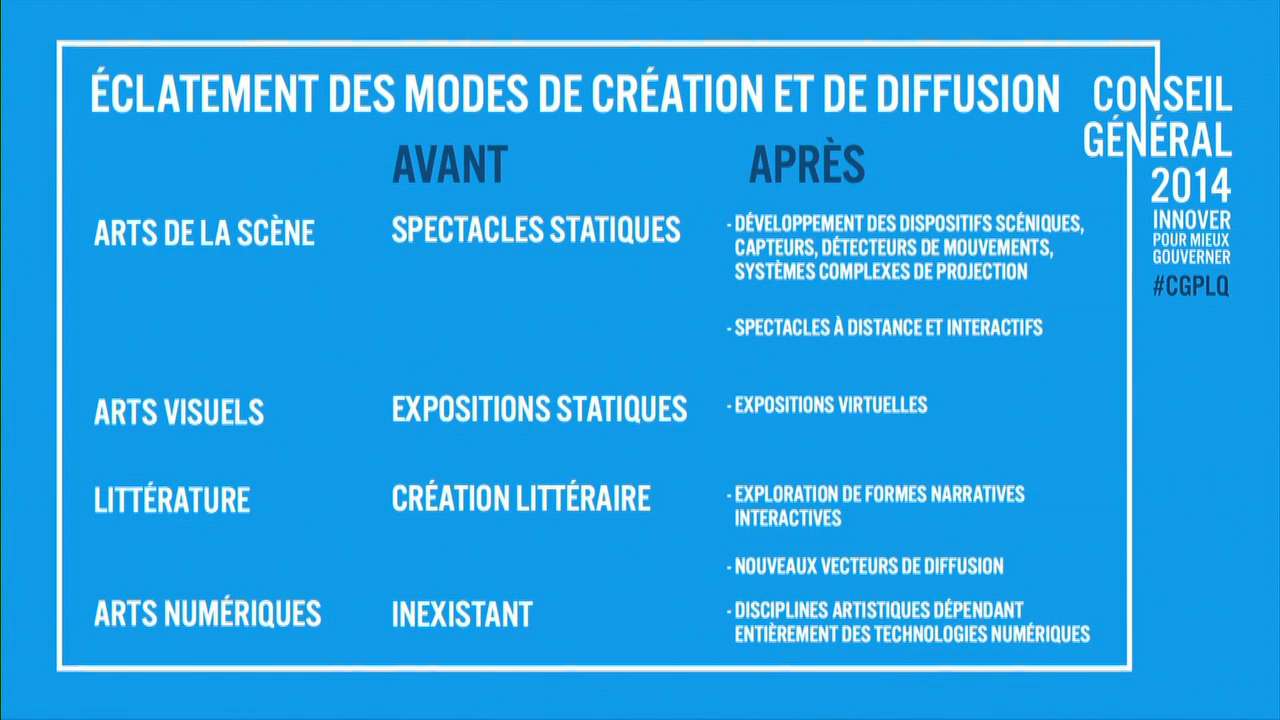 ÉCLATEMENT DES MODES DE CRÉATION ET DE DIFFUSION
AVANT
APRÈS
ARTS DE LA SCÈNE
SPECTACLES STATIQUES
- DÉVELOPPEMENT DES DISPOSITIFS SCÉNIQUES,
CAPTEURS, DÉTECTEURS DE MOUVEMENTS,
SYSTÈMES COMPLEXES DE PROJECTION
- SPECTACLES À DISTANCE ET INTERACTIFS
ARTS VISUELS
EXPOSITIONS STATIQUES
- EXPOSITIONS VIRTUELLES
LITTÉRATURE
CRÉATION LITTÉRAIRE
- EXPLORATION DE FORMES NARRATIVES
INTERACTIVES
- NOUVEAUX VECTEURS DE DIFFUSION
ARTS NUMÉRIQUES
INEXISTANT
- DISCIPLINES ARTISTIQUES DÉPENDANT
ENTIÈREMENT DES TECHNOLOGIES NUMÉRIQUES
CONSEIL
GÉNÉRAL
2014
INNOVER
POUR MIEUX
GOUVERNER
#CGPLQ